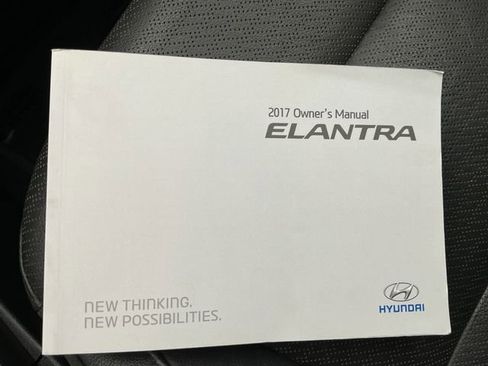 2017 Owner's Manual
ELANTRA
NEW THINKING.
NEW POSSIBILITIES.
HYUNDAI